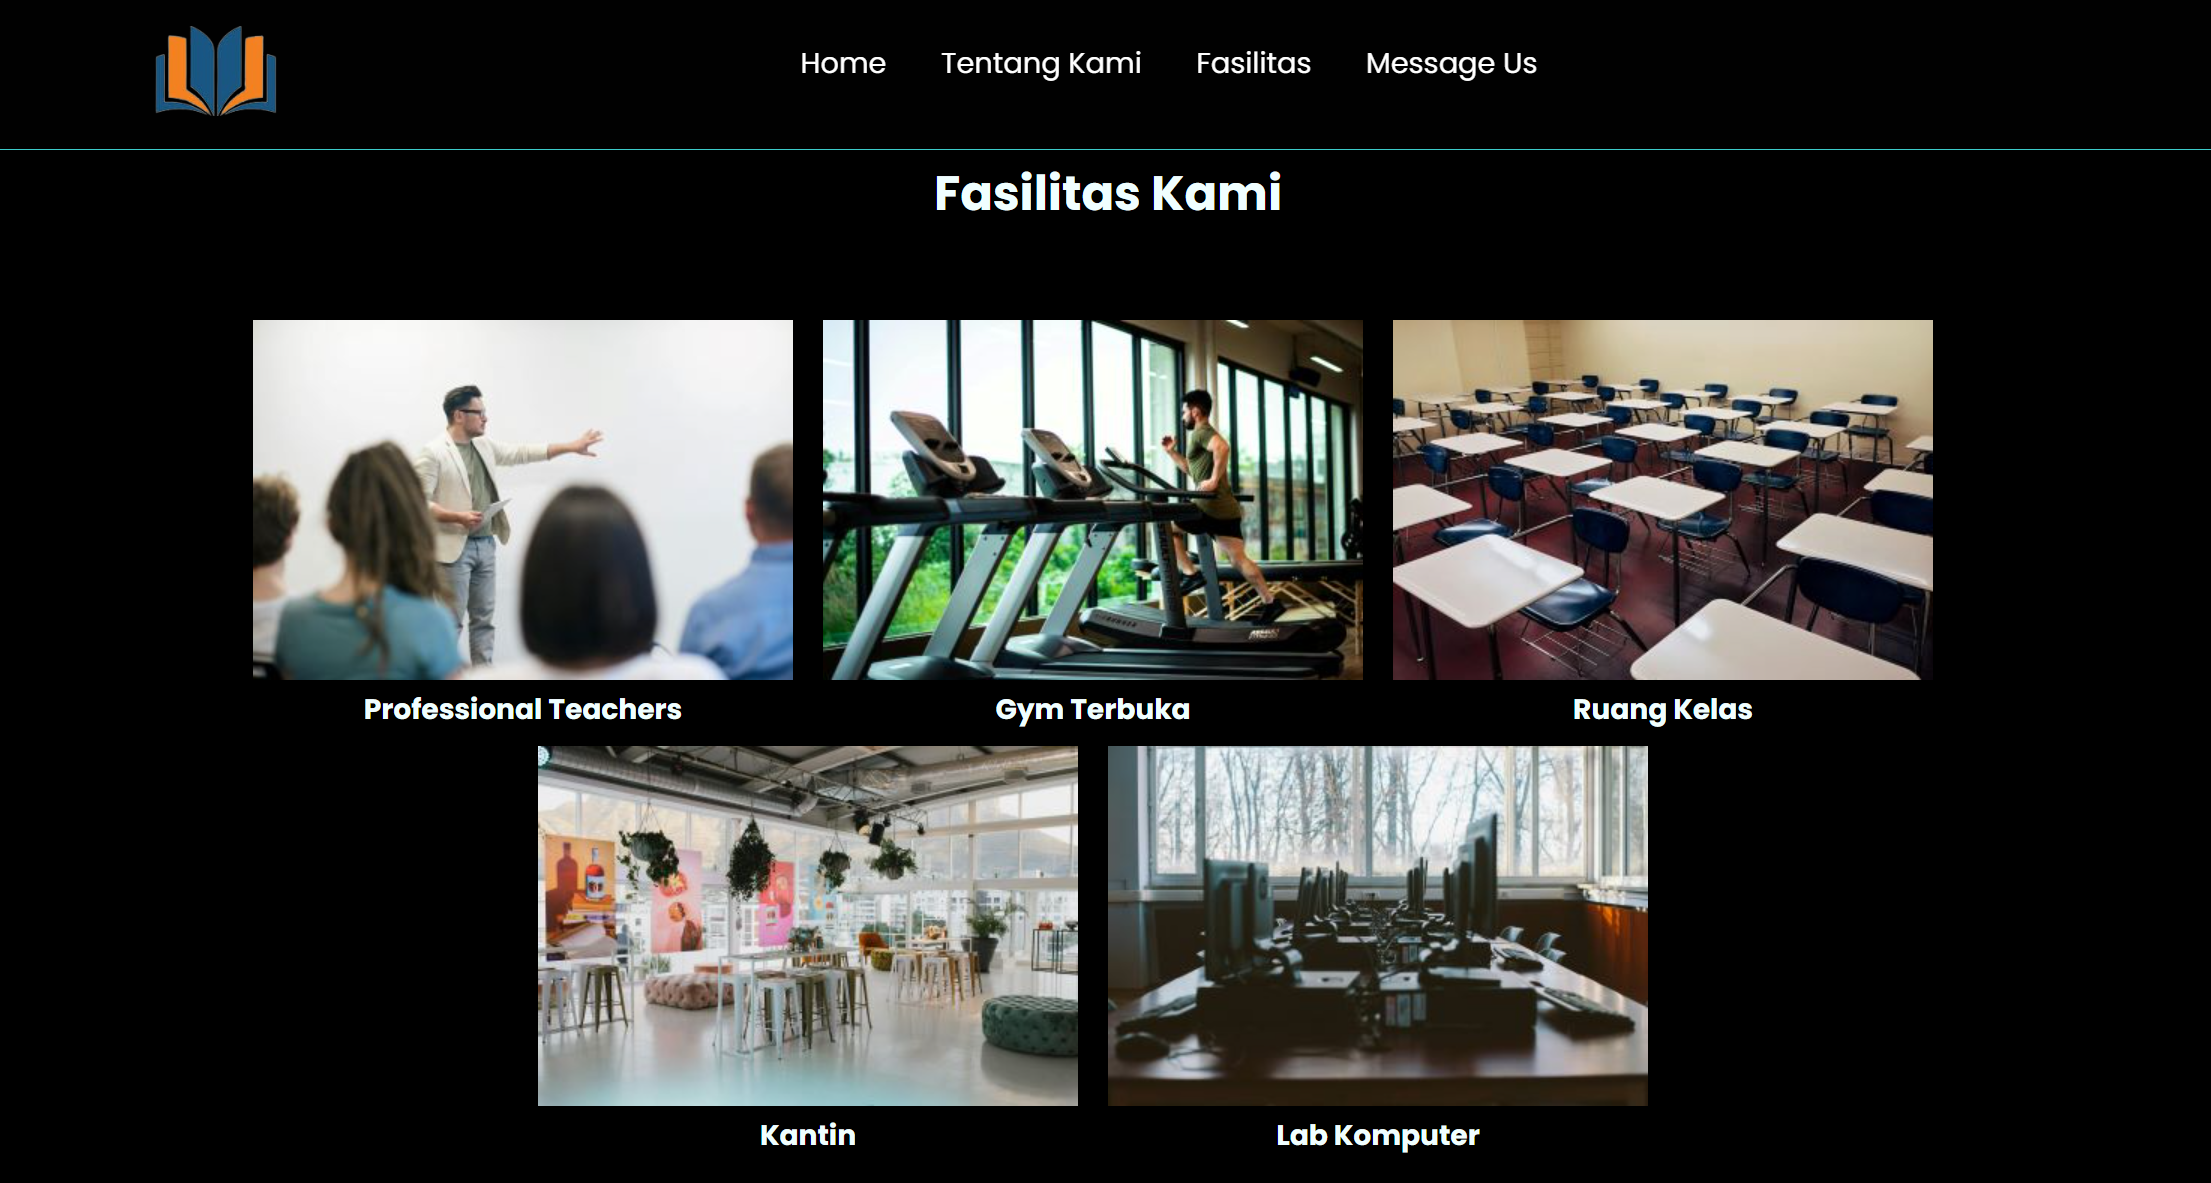 Home Tentang Kami Fasilitas Message Us
Fasilitas Kami
Professional Teachers
Gym Terbuka
Ruang Kelas
Kantin
Lab Komputer